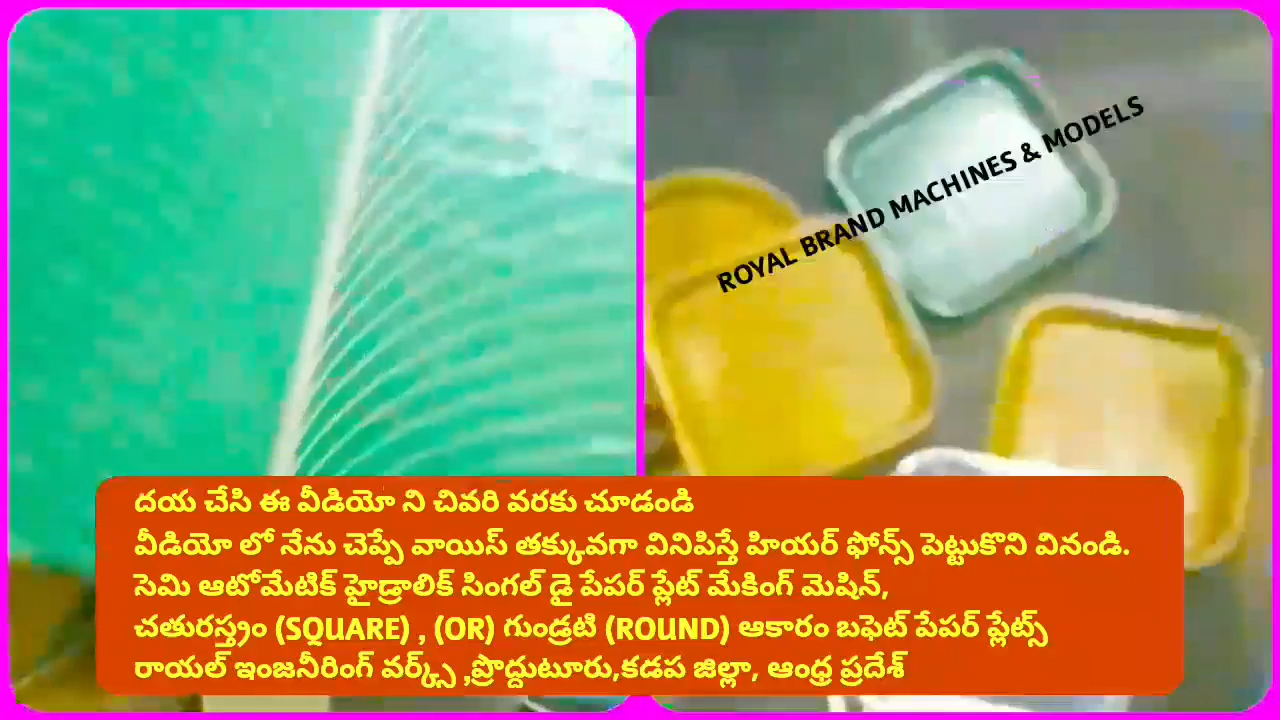 ROYAL BRAND MACHINES & MODELS
దయ చేసి ఈ వీడియో ని చివరి వరకు చూడండి
వీడియో లో నేను చెప్పే వాయిస్ తక్కువగా వినిపిస్తే హియర్ ఫోన్స్ పెట్టుకొని వినండి.
సెమి ఆటోమేటిక్ హైడ్రాలిక్ సింగల్ డై పేపర్ ప్లేట్ మేకింగ్ మెషిన్,
చతురస్త్రం (SQUARE) , (OR) గుండ్రటి (ROUND) ఆకారం బఫెట్ పేపర్ ప్లేట్స్
రాయల్ ఇంజనీరింగ్ వర్క్స్ ,ప్రొద్దుటూరు,కడప జిల్లా, ఆంధ్ర ప్రదేశ్